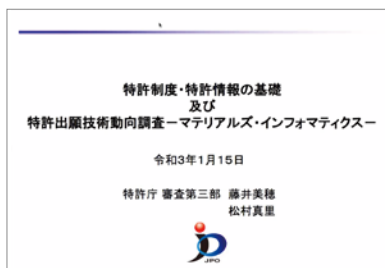 特許制度・特許情報の基礎
及び
特許出願技術動向調査－マテリアルズ・インフォマティクス－
令和3年1月15日
特許庁 審査第三部 藤井美穂
松村真里
JPO